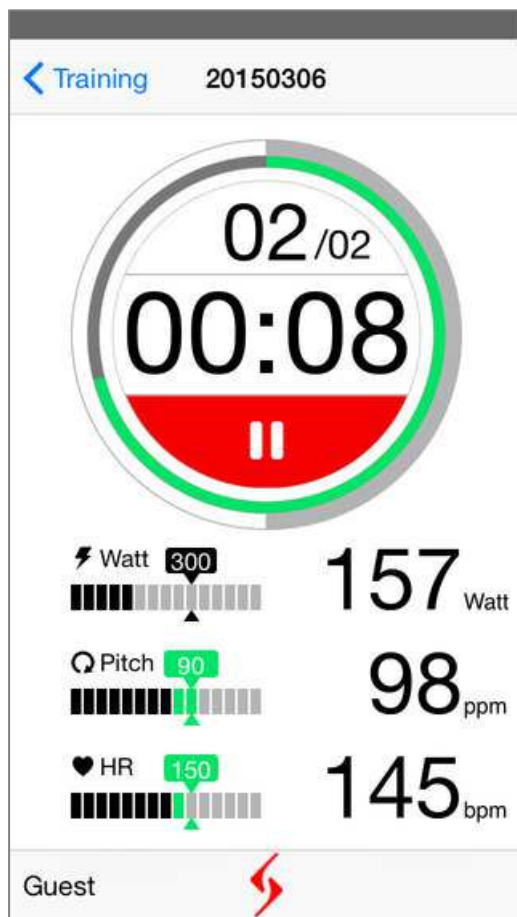 Training 20150306
02/02
00:08
Watt 300 157 Watt
Pitch 90 98 ppm
HR 150 145 bpm
Guest